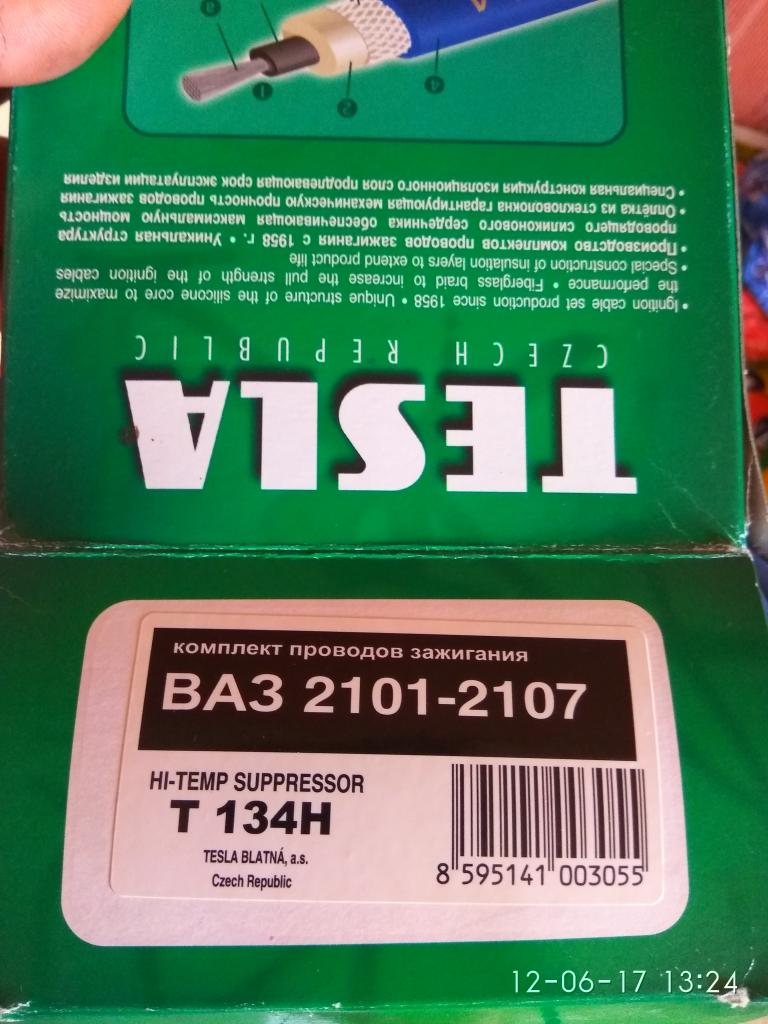 TESLA
CZECH REPUBLIC
• Ignition cable set production since 1958 • Unique structure of the silicone core to maximize
the performance • Fiberglass braid to increase the pull strength of the ignition cables
• Special construction of insulation layers to extend product life
• Производство комплектов проводов зажигания с 1958 г. • Уникальная структура
проводящего силиконового сердечника обеспечивающая максимальную мощность
• Оплётка из стекловолокна гарантирующая механическую прочность проводов зажигания
• Специальная конструкция изоляционного слоя продлевающая срок эксплуатации изделия
4
2
1
комплект проводов зажигания
ВАЗ 2101-2107
HI-TEMP SUPPRESSOR
T 134H
TESLA BLATNÁ, a.s.
Czech Republic
8 595141 003055
12-06-17 13:24